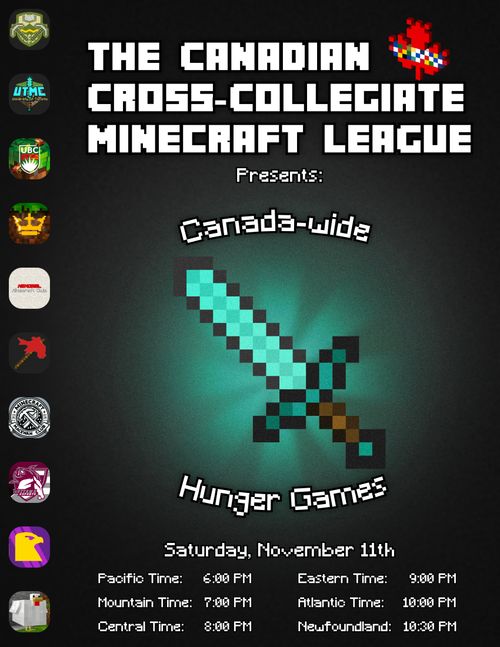 THE CANADIAN
CROSS-COLLEGIATE
MINECRAFT LEAGUE
Presents:
Canada-wide
Hunger Games
Saturday, November 11th
Pacific Time: 6:00 PM
Eastern Time: 9:00 PM
Mountain Time: 7:00 PM
Atlantic Time: 10:00 PM
Central Time: 8:00 PM
Newfoundland: 10:30 PM
UTMC
UBC